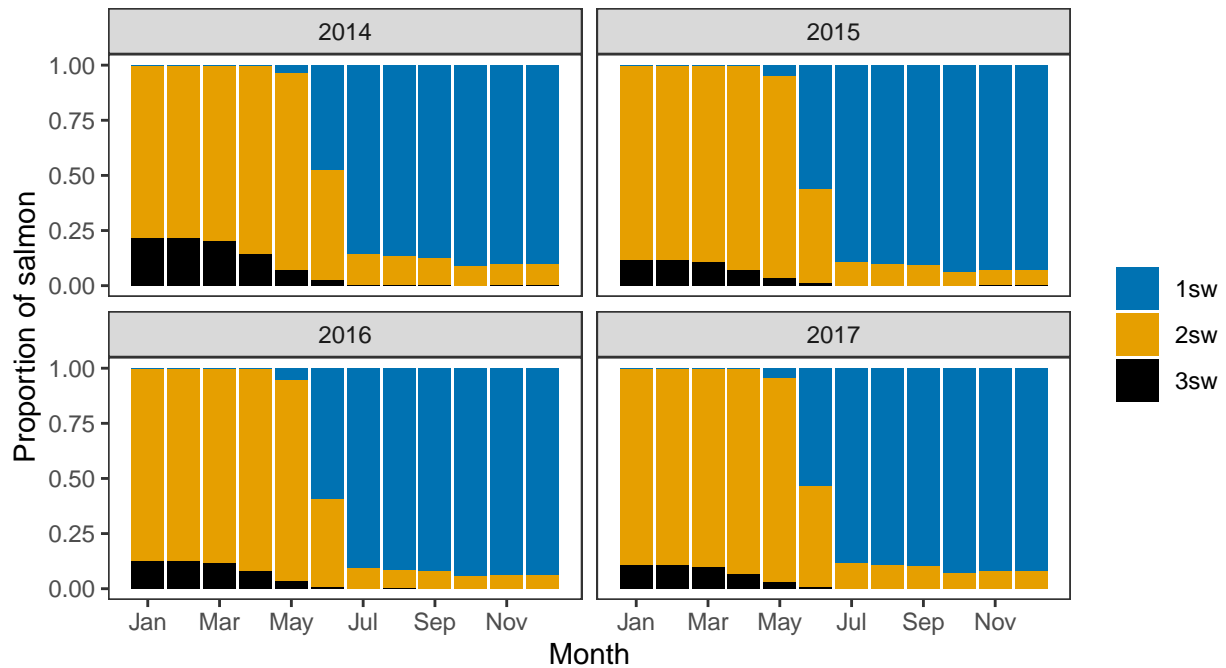 2014
2015
1.00
0.75
0.50
0.25
0.00
2016
2017
1.00
0.75
0.50
0.25
0.00
Jan Mar May Jul Sep Nov
Jan Mar May Jul Sep Nov
Month
Proportion of salmon
1sw
2sw
3sw